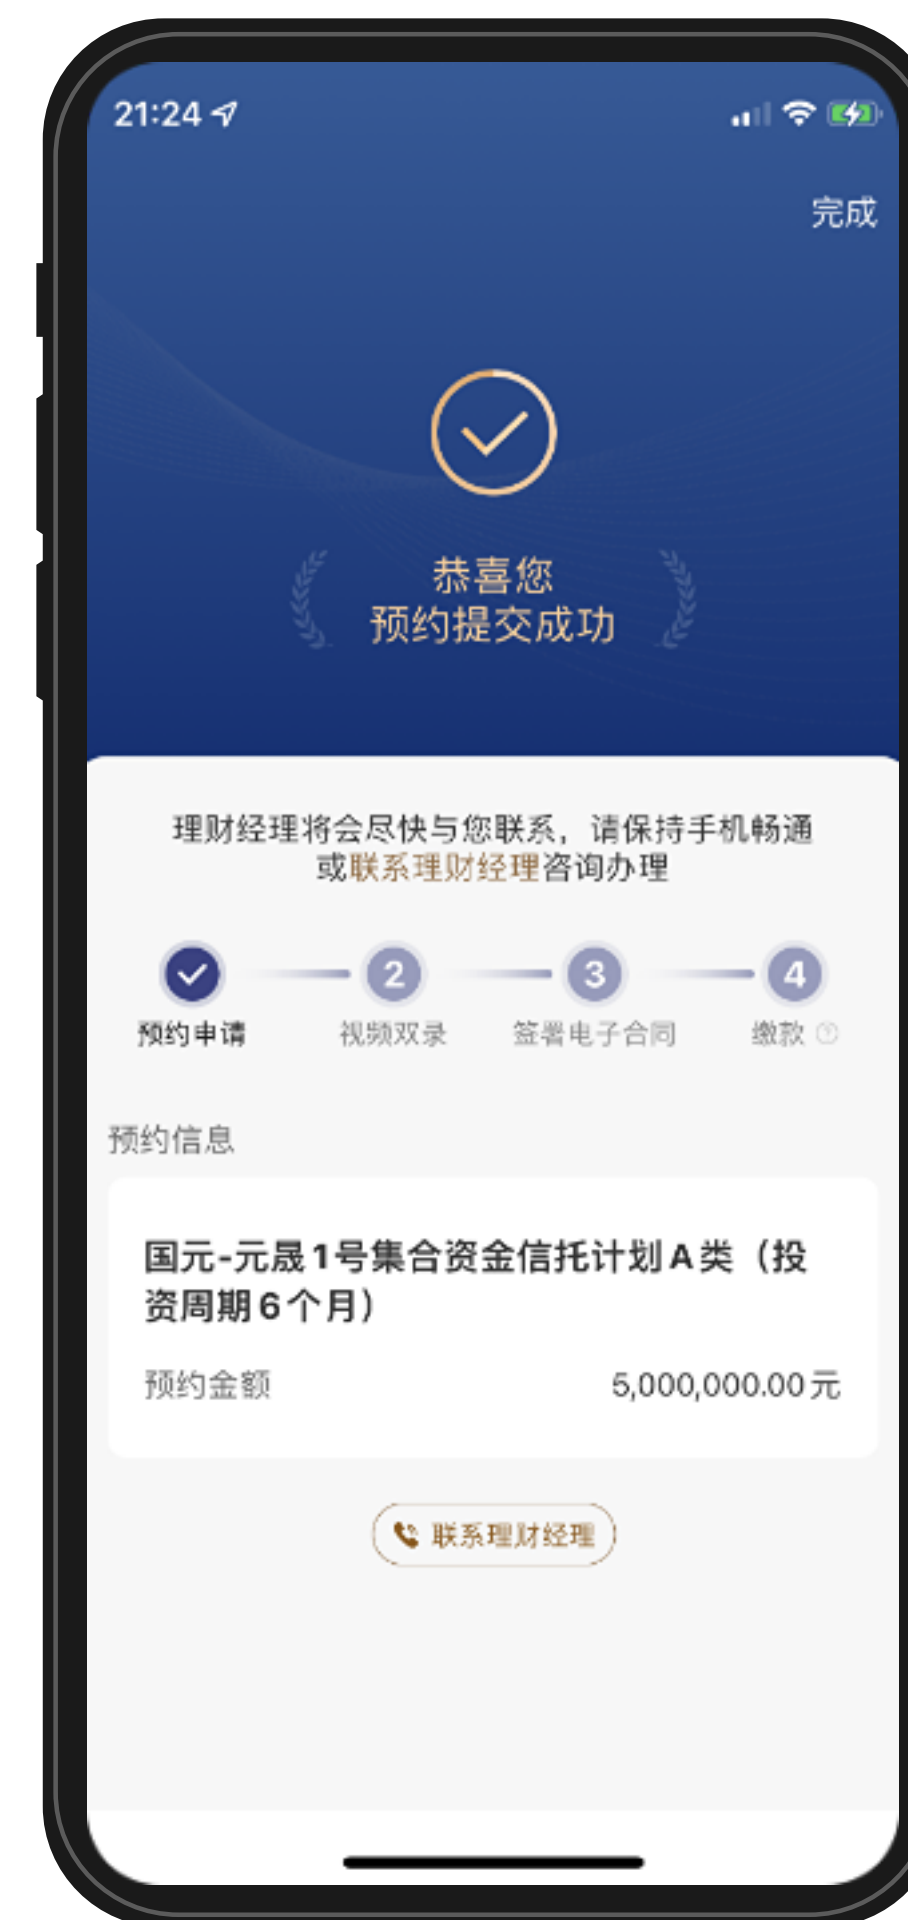 21:24
完成
恭喜您
预约提交成功
理财经理将会尽快与您联系，请保持手机畅通
或联系理财经理咨询办理
2 3 4
预约申请 视频双录 签署电子合同 缴款 ?
预约信息
国元-元晟1号集合资金信托计划A类（投
资周期6个月）
预约金额 5,000,000.00元
联系理财经理